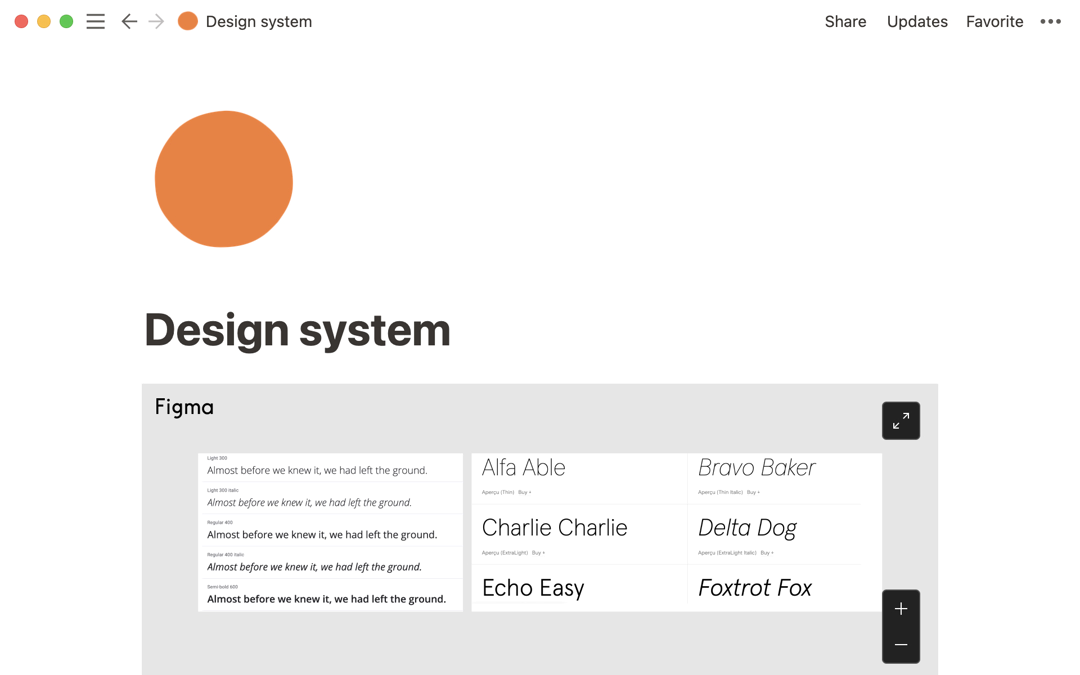 Design system
Share Updates Favorite
Design system
Figma
Light 300
Almost before we knew it, we had left the ground.
Light 300 Italic
Almost before we knew it, we had left the ground.
Regular 400
Almost before we knew it, we had left the ground.
Regular 400 Italic
Almost before we knew it, we had left the ground.
Semi-bold 600
Almost before we knew it, we had left the ground.
Alfa Able
Aperçu (Thin) Buy +
Bravo Baker
Aperçu (Thin Italic) Buy +
Charlie Charlie
Aperçu (ExtraLight) Buy +
Delta Dog
Aperçu (ExtraLight Italic) Buy +
Echo Easy
Foxtrot Fox